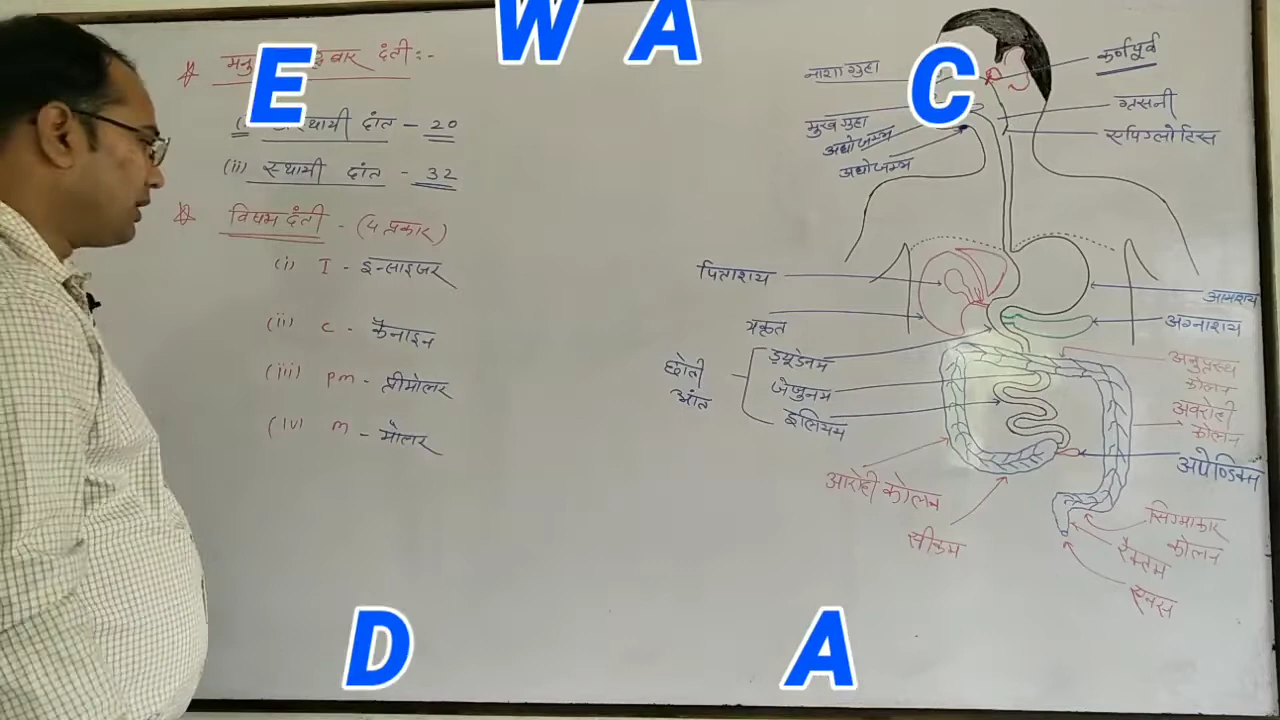 W A
E
C
दंती :-
स्थायी दांत - 20
(ii) स्थायी दांत - 32
विषमदंती - (4 प्रकार)
(i) I - इन्साइजर
(ii) C - कैनाइन
(iii) pm - प्रीमोलर
(iv) m - मोलर
नाशा गुहा
मुख गुहा
अधोजम्भ
अधोजम्भ
कर्णपूर्व
ग्रसनी
एपिग्लोटिस
पिताशय
यकृत
छोटी आंत
ड्यूडेनम
जेजुनम
इलियम
आमाशय
अग्नाशय
अनुप्रस्थ कोलन
अवरोही कोलन
अपेण्डिक्स
आरोही कोलन
सीकम
सिग्माकार कोलन
रैक्टम
एनस
D
A